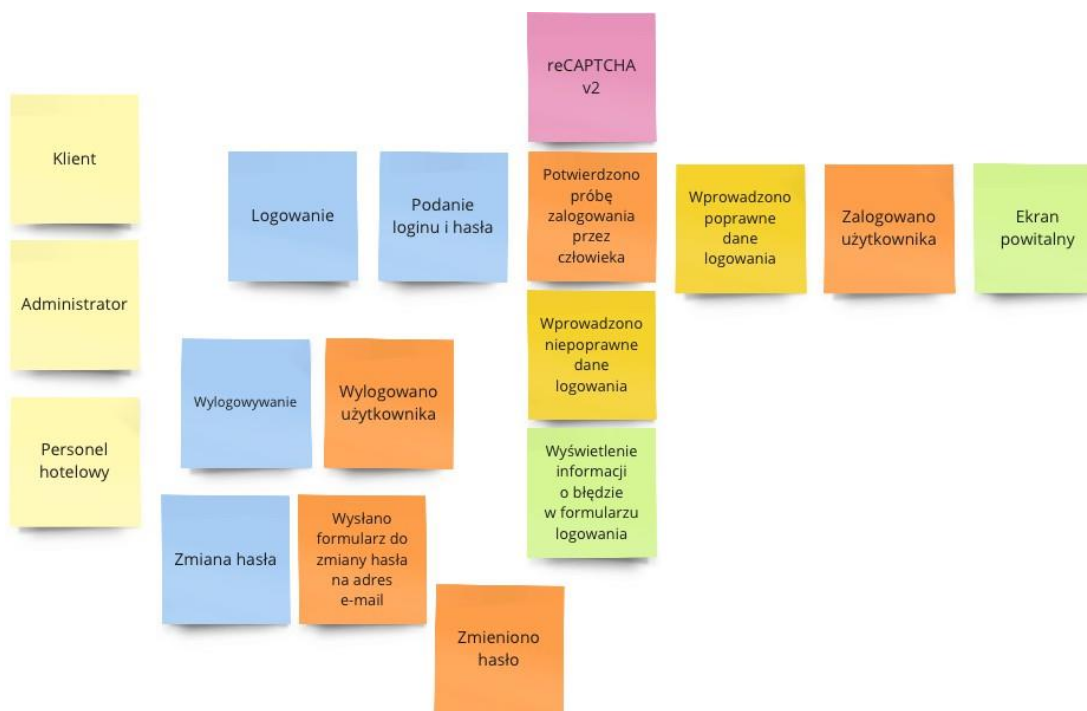 reCAPTCHA
v2
Klient
Logowanie
Podanie
loginu i hasła
Potwierdzono
próbę
zalogowania
przez
człowieka
Wprowadzono
poprawne
dane
logowania
Zalogowano
użytkownika
Ekran
powitalny
Administrator
Wprowadzono
niepoprawne
dane
logowania
Wylogowywanie
Wylogowano
użytkownika
Personel
hotelowy
Wyświetlenie
informacji
o błędzie
w formularzu
logowania
Zmiana hasła
Wysłano
formularz do
zmiany hasła
na adres
e-mail
Zmieniono
hasło